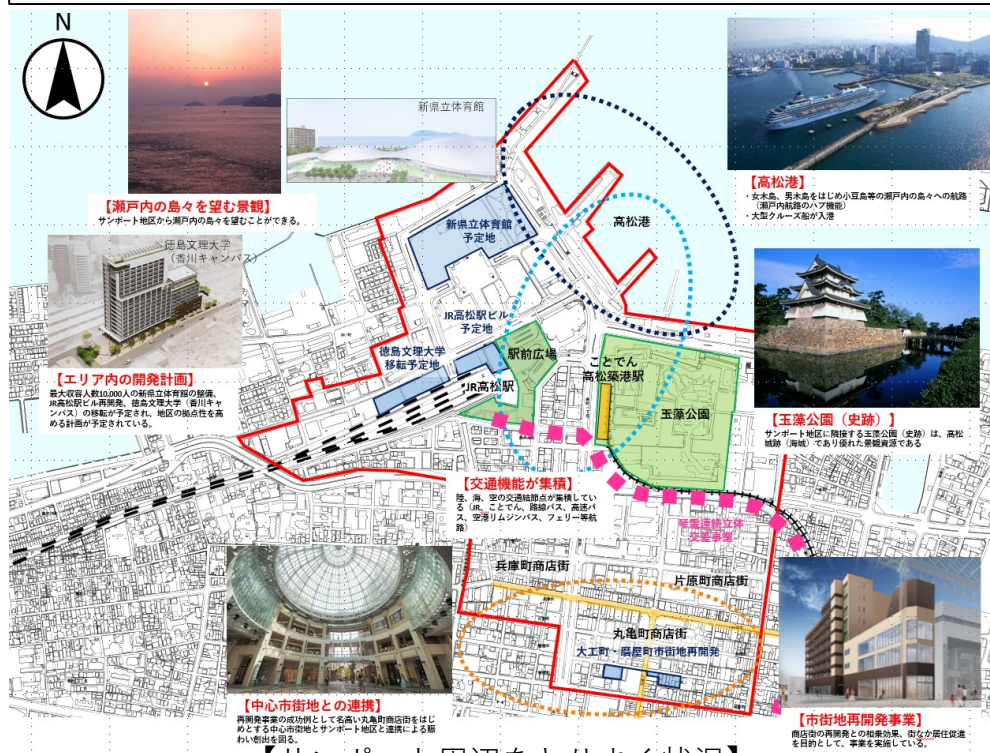 N
新県立体育館
【瀬戸内の島々を望む景観】
サンポート地区から瀬戸内の島々を望むことができる。
徳島文理大学
(香川キャンパス)
【エリア内の開発計画】
最大収容人数10,000人の新県立体育館の整備、
JR高松駅ビル再開発、徳島文理大学(香川キャ
ンパス)の移転が予定され、地区の拠点性を高
める計画が予定されている。
新県立体育館
予定地
高松港
JR高松駅ビル
予定地
徳島文理大学
移転予定地
駅前広場
JR高松駅
ことでん
高松築港駅
玉藻公園
【高松港】
・女木島、男木島をはじめ小豆島等の瀬戸内の島々への航路
(瀬戸内航路のハブ機能)
・大型クルーズ船が入港
【玉藻公園(史跡)】
サンポート地区に隣接する玉藻公園(史跡)は、高松
城跡(海城)であり優れた景観資源である
【交通機能が集積】
陸、海、空の交通結節点が集積してい
る(JR、ことでん、路線バス、高速バ
ス、空港リムジンバス、フェリー等航
路)
琴電連続立体
交差事業
兵庫町商店街
片原町商店街
丸亀町商店街
大工町・磨屋町市街地再開発
【中心市街地との連携】
再開発事業の成功例として名高い丸亀町商店街をはじ
めとする中心市街地とサンポート地区と連携による賑
わい創出を図る。
【市街地再開発事業】
商店街の再開発との相乗効果、街なか居住促進
を目的として、事業を実施している。
【サンポート周辺をとりまく状況】